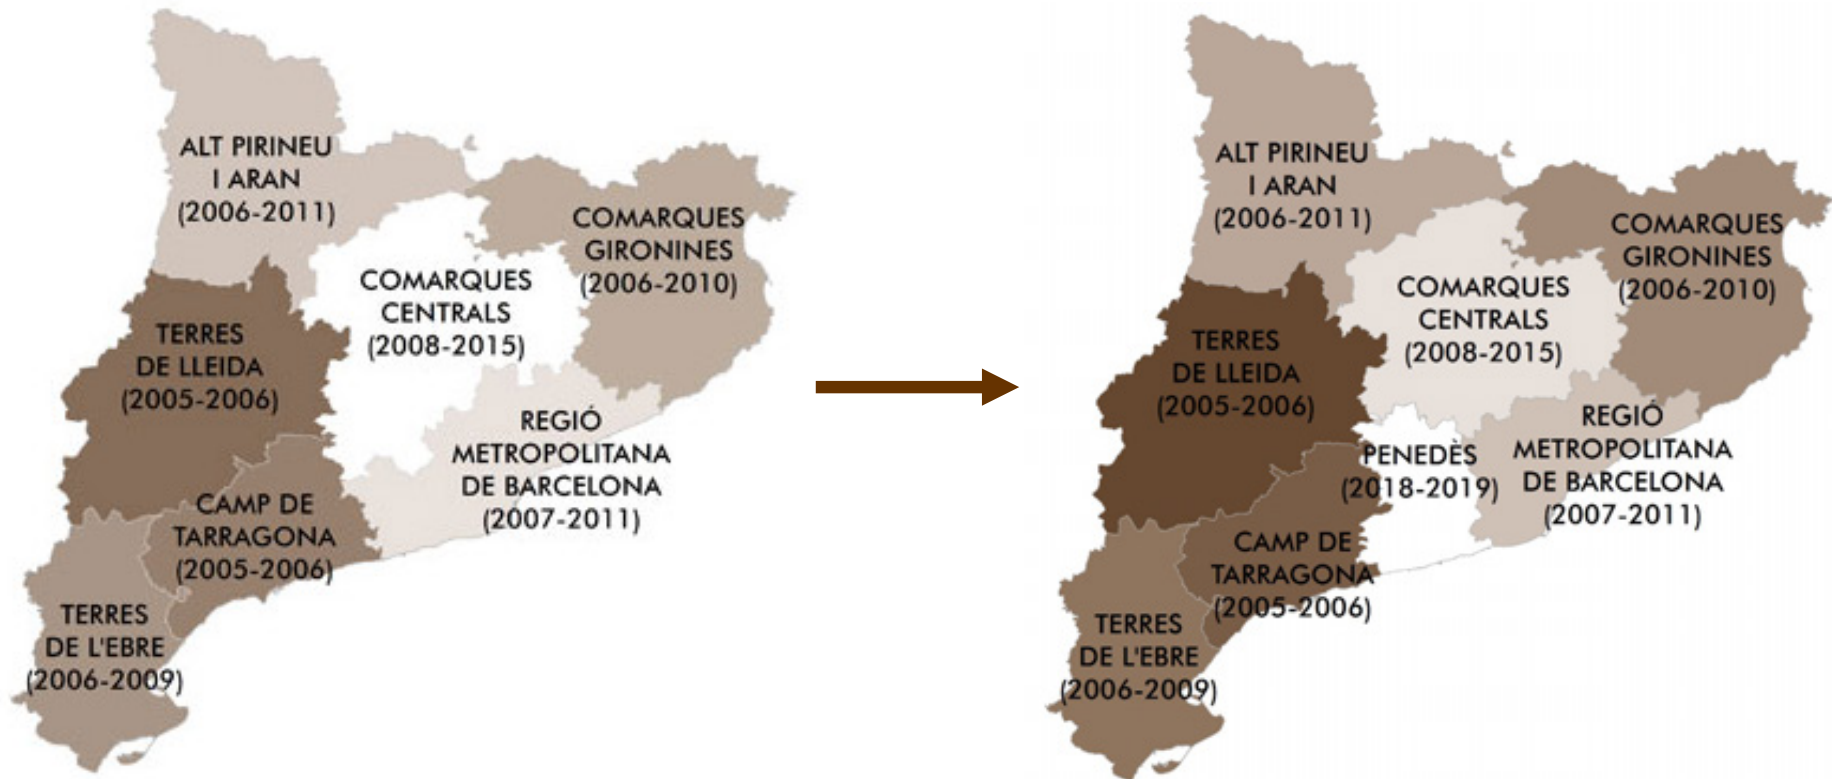 ALT PIRINEU
I ARAN
(2006-2011)
COMARQUES
GIRONINES
(2006-2010)
COMARQUES
CENTRALS
(2008-2015)
TERRES
DE LLEIDA
(2005-2006)
REGIÓ
METROPOLITANA
DE BARCELONA
(2007-2011)
CAMP DE
TARRAGONA
(2005-2006)
TERRES
DE L'EBRE
(2006-2009)
ALT PIRINEU
I ARAN
(2006-2011)
COMARQUES
GIRONINES
(2006-2010)
COMARQUES
CENTRALS
(2008-2015)
TERRES
DE LLEIDA
(2005-2006)
PENEDÈS
(2018-2019)
REGIÓ
METROPOLITANA
DE BARCELONA
(2007-2011)
CAMP DE
TARRAGONA
(2005-2006)
TERRES
DE L'EBRE
(2006-2009)